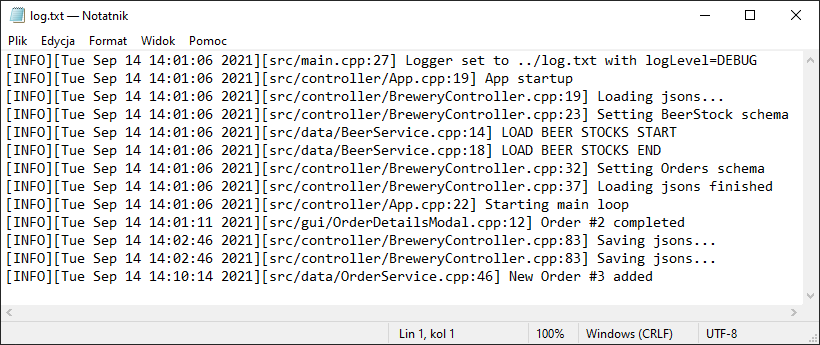 log.txt — Notatnik
Plik Edycja Format Widok Pomoc
[INFO][Tue Sep 14 14:01:06 2021][src/main.cpp:27] Logger set to ../log.txt with logLevel=DEBUG
[INFO][Tue Sep 14 14:01:06 2021][src/controller/App.cpp:19] App startup
[INFO][Tue Sep 14 14:01:06 2021][src/controller/BreweryController.cpp:19] Loading jsons...
[INFO][Tue Sep 14 14:01:06 2021][src/controller/BreweryController.cpp:23] Setting BeerStock schema
[INFO][Tue Sep 14 14:01:06 2021][src/data/BeerService.cpp:14] LOAD BEER STOCKS START
[INFO][Tue Sep 14 14:01:06 2021][src/data/BeerService.cpp:18] LOAD BEER STOCKS END
[INFO][Tue Sep 14 14:01:06 2021][src/controller/BreweryController.cpp:32] Setting Orders schema
[INFO][Tue Sep 14 14:01:06 2021][src/controller/BreweryController.cpp:37] Loading jsons finished
[INFO][Tue Sep 14 14:01:06 2021][src/controller/App.cpp:22] Starting main loop
[INFO][Tue Sep 14 14:01:11 2021][src/gui/OrderDetailsModal.cpp:12] Order #2 completed
[INFO][Tue Sep 14 14:02:46 2021][src/controller/BreweryController.cpp:83] Saving jsons...
[INFO][Tue Sep 14 14:02:46 2021][src/controller/BreweryController.cpp:83] Saving jsons...
[INFO][Tue Sep 14 14:10:14 2021][src/data/OrderService.cpp:46] New Order #3 added
Lin 1, kol 1 100% Windows (CRLF) UTF-8